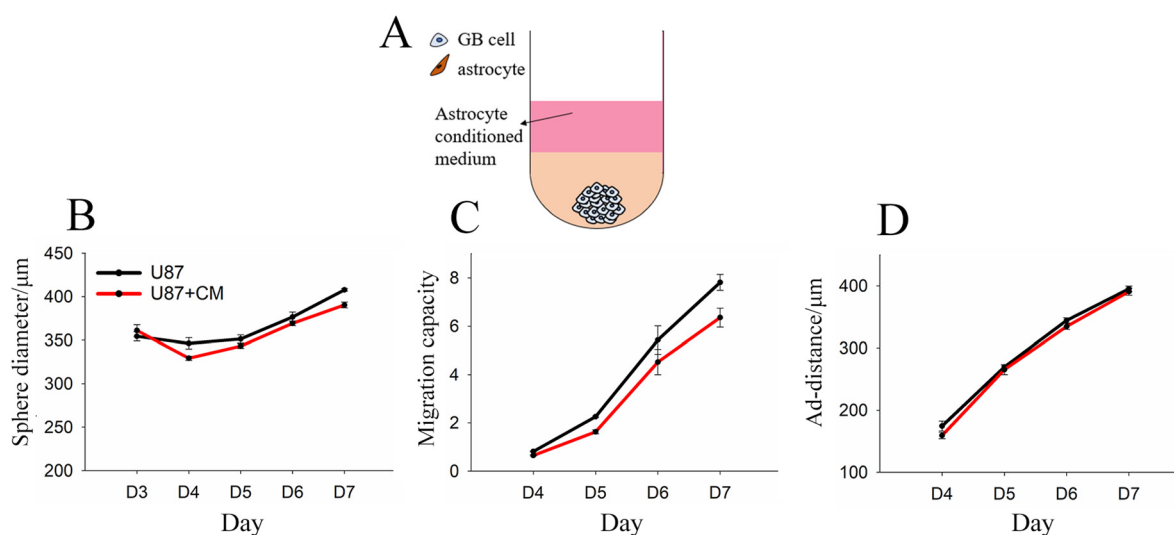 A
GB cell
astrocyte
Astrocyte
conditioned
medium
B
Sphere diameter/μm
450
400
350
300
250
200
U87
U87+CM
D3 D4 D5 D6 D7
Day
C
Migration capacity
8
6
4
2
0
D4 D5 D6 D7
Day
D
Ad-distance/μm
400
300
200
100
D4 D5 D6 D7
Day